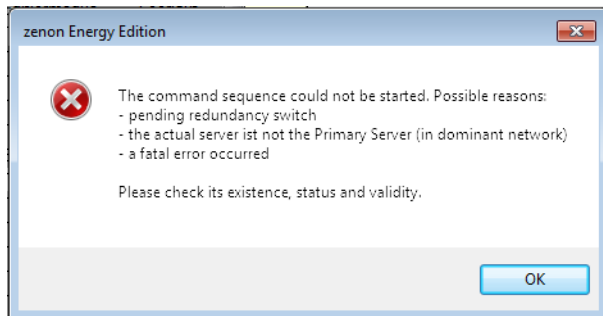 zenon Energy Edition
The command sequence could not be started. Possible reasons:
- pending redundancy switch
- the actual server ist not the Primary Server (in dominant network)
- a fatal error occurred
Please check its existence, status and validity.
OK